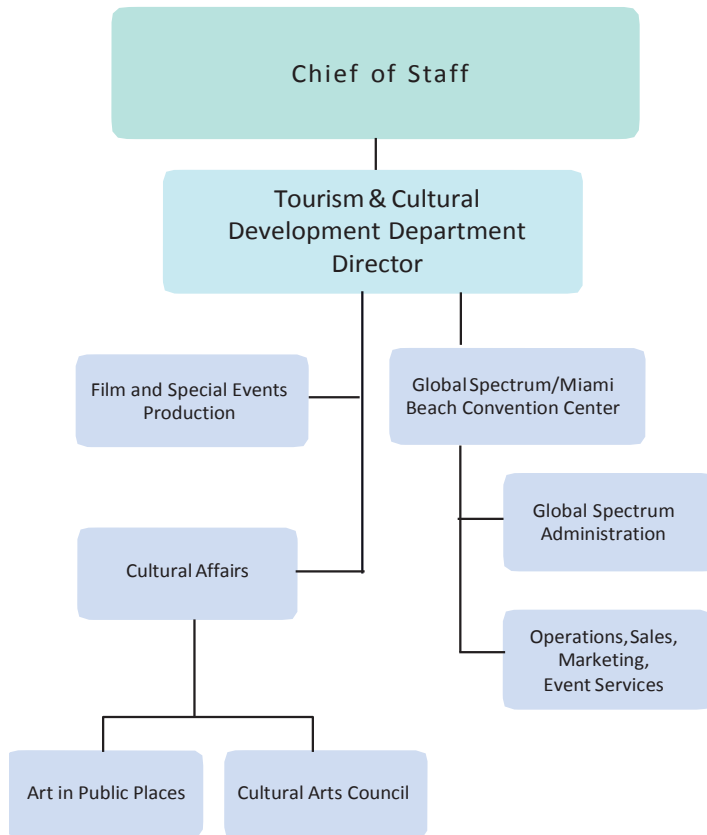 Chief of Staff
Tourism & Cultural
Development Department
Director
Film and Special Events
Production
Global Spectrum/Miami
Beach Convention Center
Global Spectrum
Administration
Cultural Affairs
Operations, Sales,
Marketing,
Event Services
Art in Public Places
Cultural Arts Council